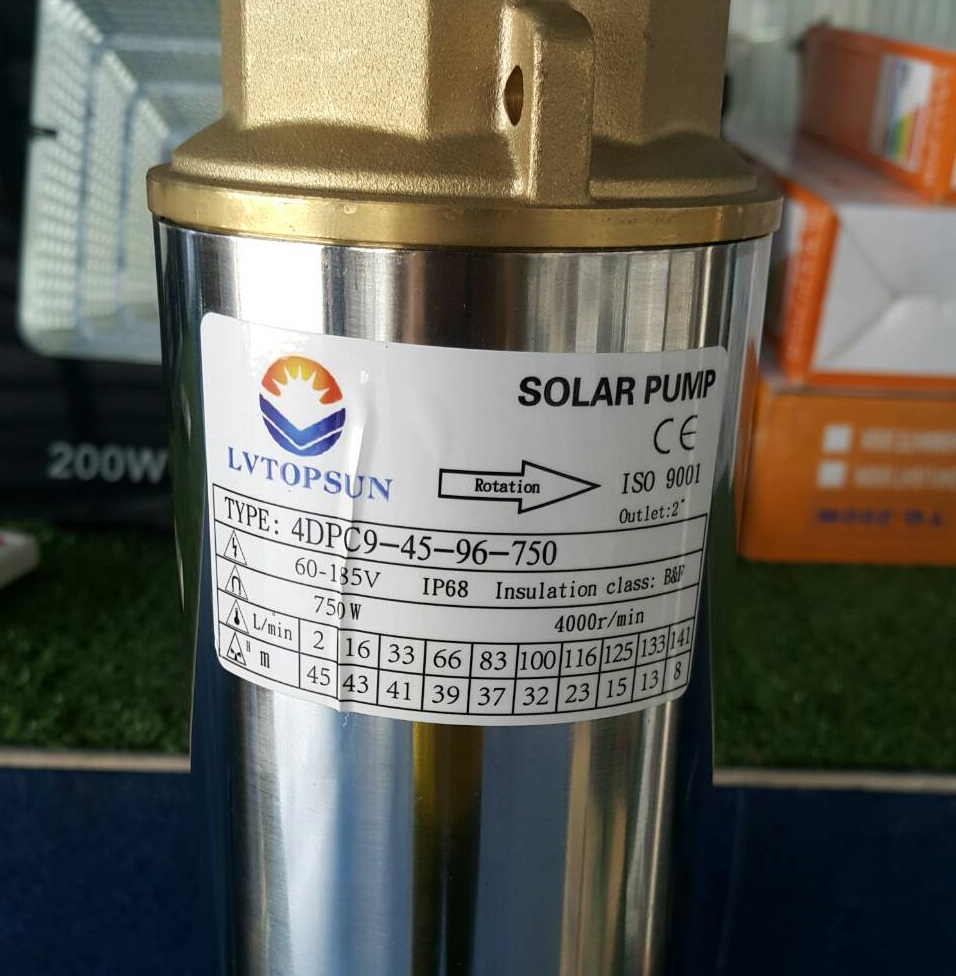 SOLAR PUMP
CE
LVTOPSUN
Rotation
ISO 9001
Outlet:2"
200W
TYPE: 4DPC9-45-96-750
60-185V IP68 Insulation class: B&F
750W 4000r/min
L/min 2 16 33 66 83 100 116 125 133 141
H m 45 43 41 39 37 32 23 15 13 8